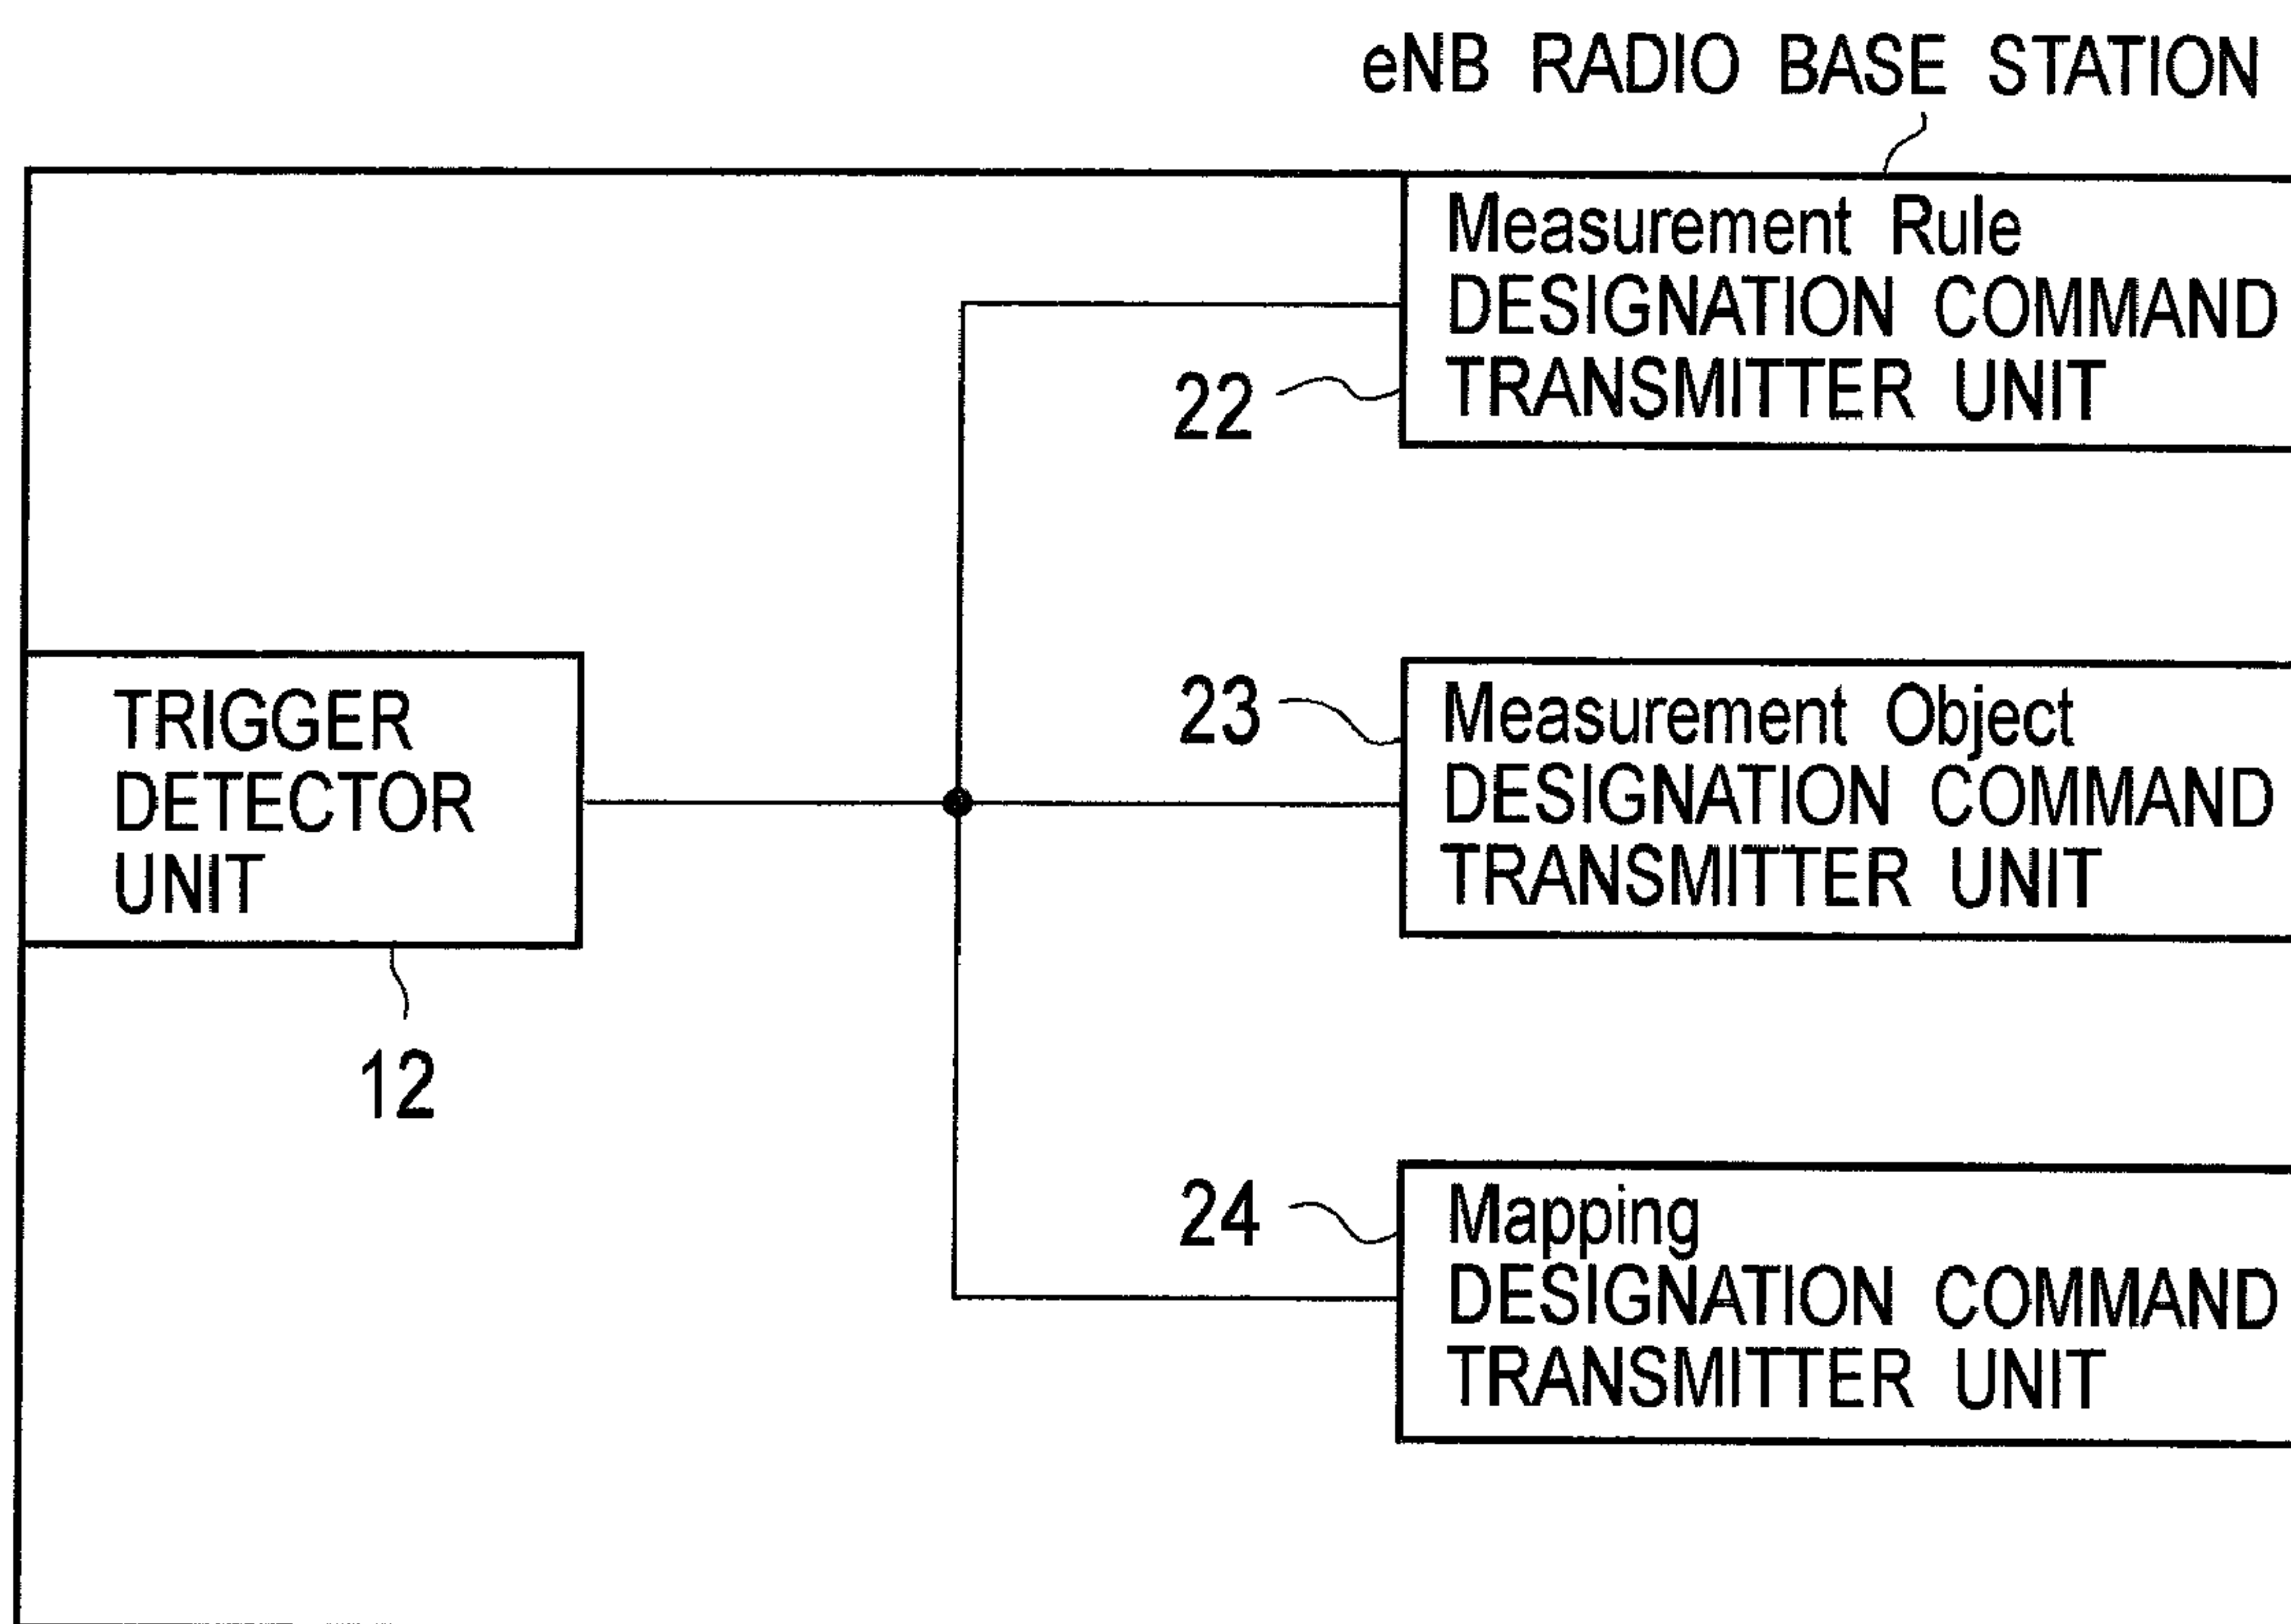 eNB RADIO BASE STATION
Measurement Rule
DESIGNATION COMMAND
TRANSMITTER UNIT
22
TRIGGER
DETECTOR
UNIT
12
23
Measurement Object
DESIGNATION COMMAND
TRANSMITTER UNIT
24
Mapping
DESIGNATION COMMAND
TRANSMITTER UNIT